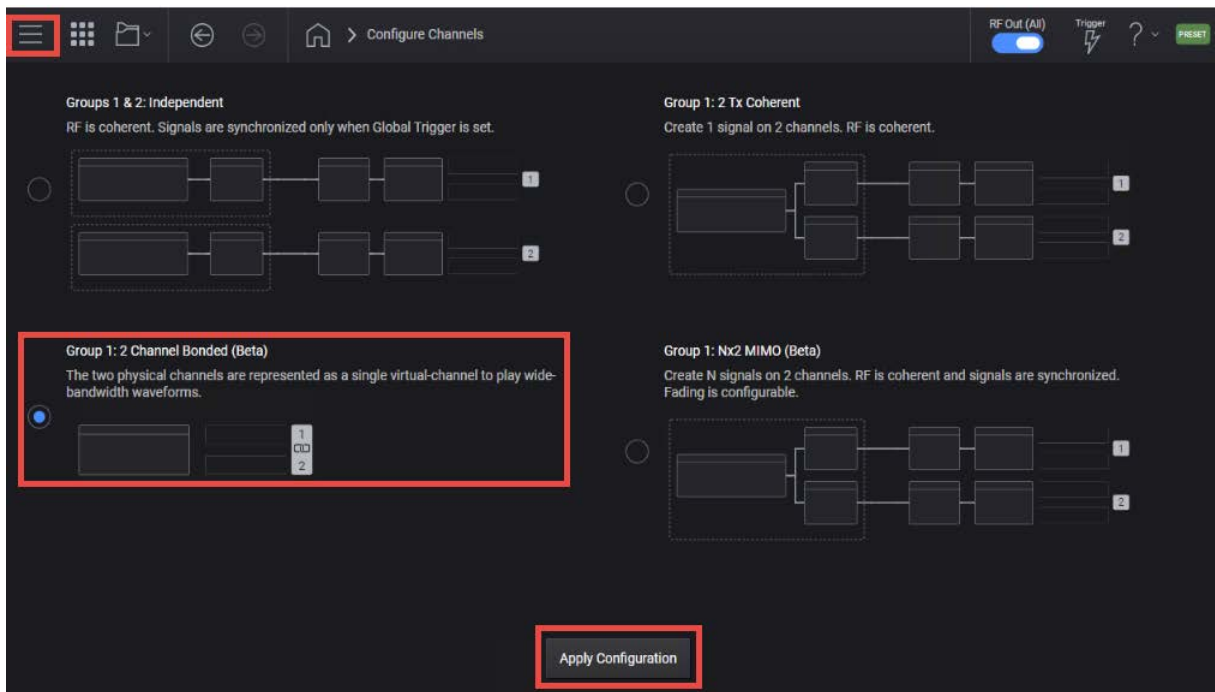 Configure Channels
RF Out (All)
Trigger
?
PRESET
Groups 1 & 2: Independent
RF is coherent. Signals are synchronized only when Global Trigger is set.
1
2
Group 1: 2 Tx Coherent
Create 1 signal on 2 channels. RF is coherent.
1
2
Group 1: 2 Channel Bonded (Beta)
The two physical channels are represented as a single virtual-channel to play wide-
bandwidth waveforms.
1
2
Group 1: Nx2 MIMO (Beta)
Create N signals on 2 channels. RF is coherent and signals are synchronized.
Fading is configurable.
1
2
Apply Configuration